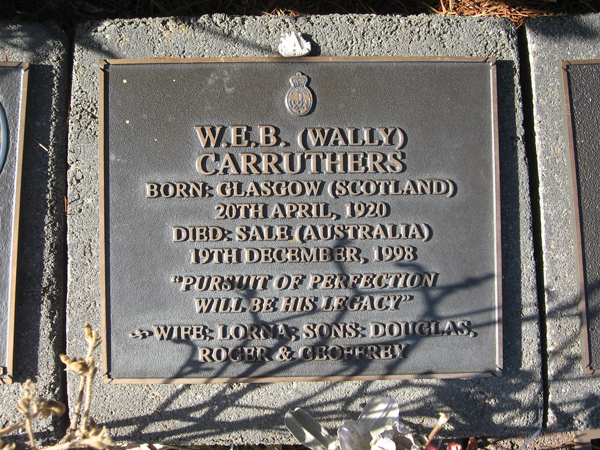 W.E.B. (WALLY)
CARRUTHERS
BORN: GLASGOW (SCOTLAND)
20TH APRIL, 1920
DIED: SALE (AUSTRALIA)
19TH DECEMBER, 1998
"PURSUIT OF PERFECTION
WILL BE HIS LEGACY"
WIFE: LORNA; SONS: DOUGLAS,
ROGER & GEOFFREY